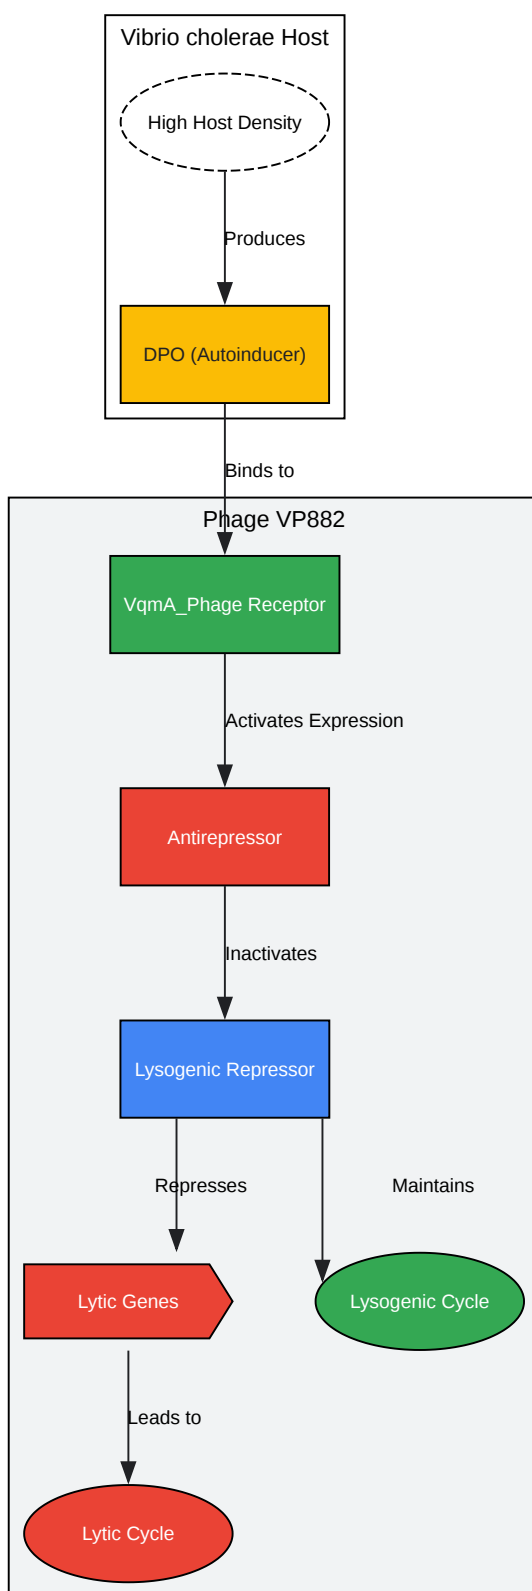 Vibrio cholerae Host
High Host Density
Produces
DPO (Autoinducer)
Binds to
Phage VP882
VqmA_Phage Receptor
Activates Expression
Antirepressor
Inactivates
Lysogenic Repressor
Represses
Maintains
Lytic Genes
Lysogenic Cycle
Leads to
Lytic Cycle